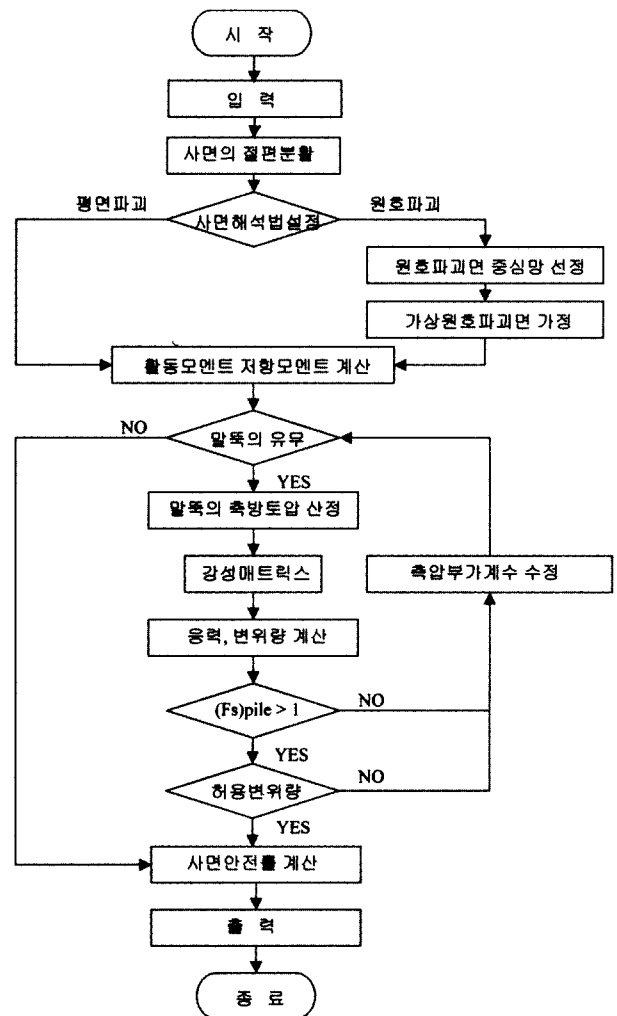 시 작
입 력
사면의 절편분활
평면파괴
사면해석법설정
원호파괴
원호파괴면 중심망 선정
가상원호파괴면 가정
활동모멘트 저항모멘트 계산
NO
말뚝의 유무
YES
말뚝의 측방토압 산정
강성매트릭스
측압부가계수 수정
응력, 변위량 계산
(Fs)pile > 1
NO
YES
허용변위량
NO
YES
사면안전률 계산
출 력
종 료